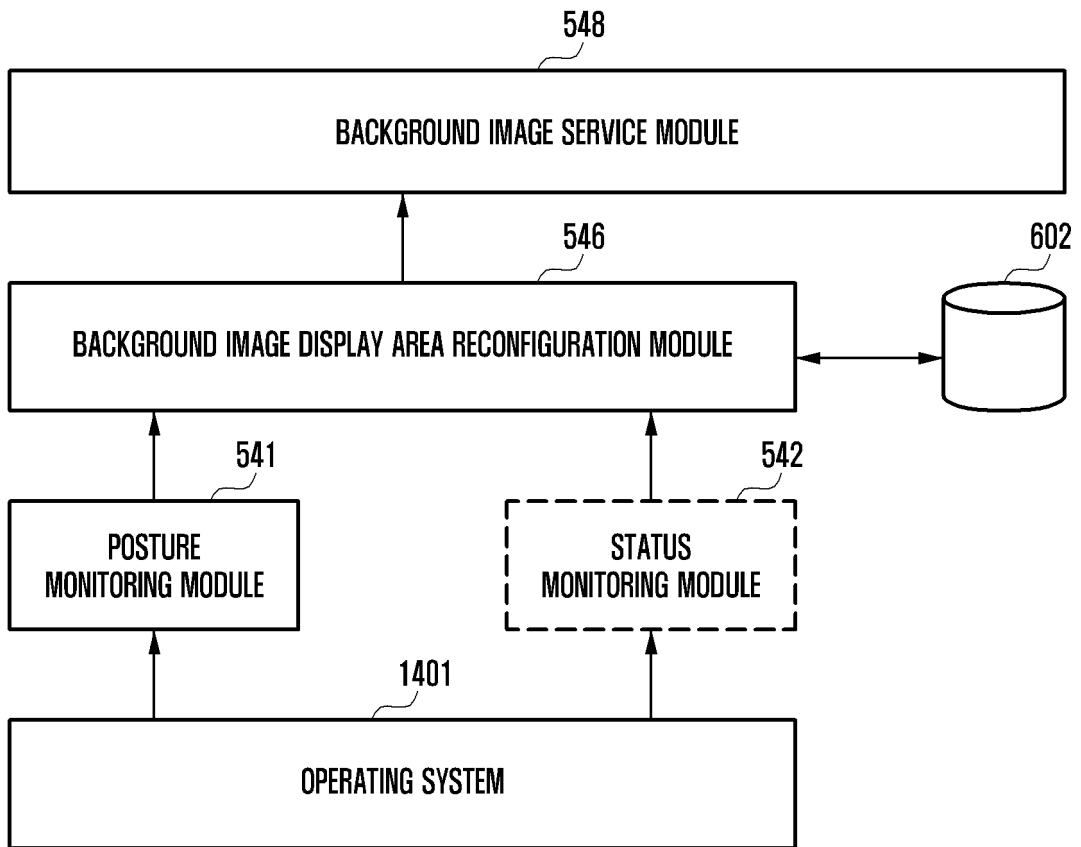 548
BACKGROUND IMAGE SERVICE MODULE
546
602
BACKGROUND IMAGE DISPLAY AREA RECONFIGURATION MODULE
541
542
POSTURE
MONITORING MODULE
STATUS
MONITORING MODULE
1401
OPERATING SYSTEM